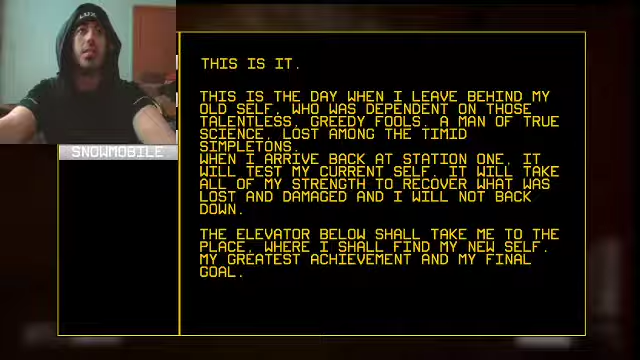 LUX
THIS IS IT.
THIS IS THE DAY WHEN I LEAVE BEHIND MY
OLD SELF, WHO WAS DEPENDENT ON THOSE
TALENTLESS, GREEDY FOOLS. A MAN OF TRUE
SCIENCE, LOST AMONG THE TIMID
SIMPLETONS.
WHEN I ARRIVE BACK AT STATION ONE, IT
WILL TEST MY CURRENT SELF. IT WILL TAKE
ALL OF MY STRENGTH TO RECOVER WHAT WAS
LOST AND DAMAGED AND I WILL NOT BACK
DOWN.
THE ELEVATOR BELOW SHALL TAKE ME TO THE
PLACE, WHERE I SHALL FIND MY NEW SELF.
MY GREATEST ACHIEVEMENT AND MY FINAL
GOAL.
SNOWMOBILE